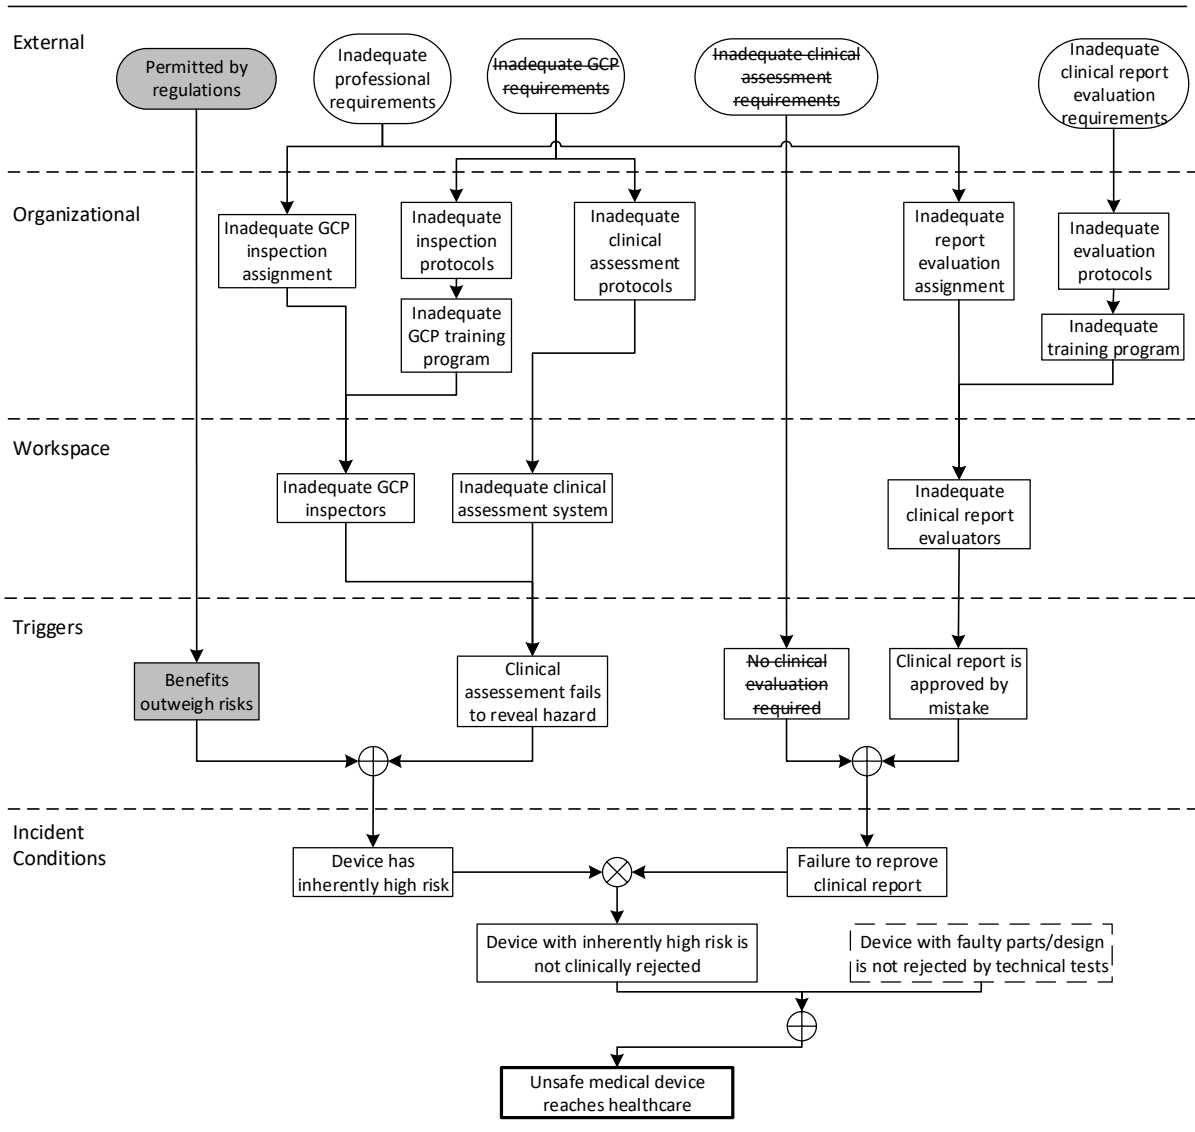 External
Permitted by
regulations
Inadequate
professional
requirements
Inadequate GCP
requirements
Inadequate clinical
assessment
requirements
Inadequate
clinical report
evaluation
requirements
Organizational
Inadequate GCP
inspection
assignment
Inadequate
inspection
protocols
Inadequate
clinical
assessment
protocols
Inadequate
report
evaluation
assignment
Inadequate
evaluation
protocols
Inadequate
GCP training
program
Inadequate
training program
Workspace
Inadequate GCP
inspectors
Inadequate clinical
assessment system
Inadequate
clinical report
evaluators
Triggers
Benefits
outweigh risks
Clinical
assessement fails
to reveal hazard
No clinical
evaluation
required
Clinical report is
approved by
mistake
Incident
Conditions
Device has
inherently high risk
Failure to reprove
clinical report
Device with inherently high risk is
not clinically rejected
Device with faulty parts/design
is not rejected by technical tests
Unsafe medical device
reaches healthcare